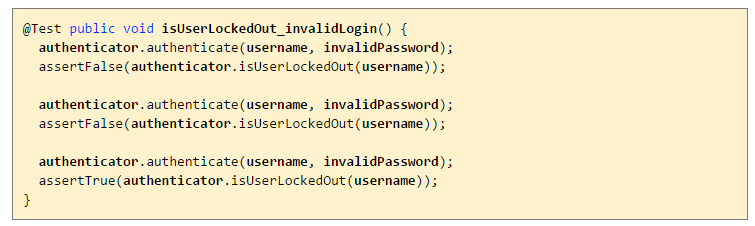 @Test public void isUserLockedOut_invalidLogin() {
  authenticator.authenticate(username, invalidPassword);
  assertFalse(authenticator.isUserLockedOut(username));

  authenticator.authenticate(username, invalidPassword);
  assertFalse(authenticator.isUserLockedOut(username));

  authenticator.authenticate(username, invalidPassword);
  assertTrue(authenticator.isUserLockedOut(username));
}